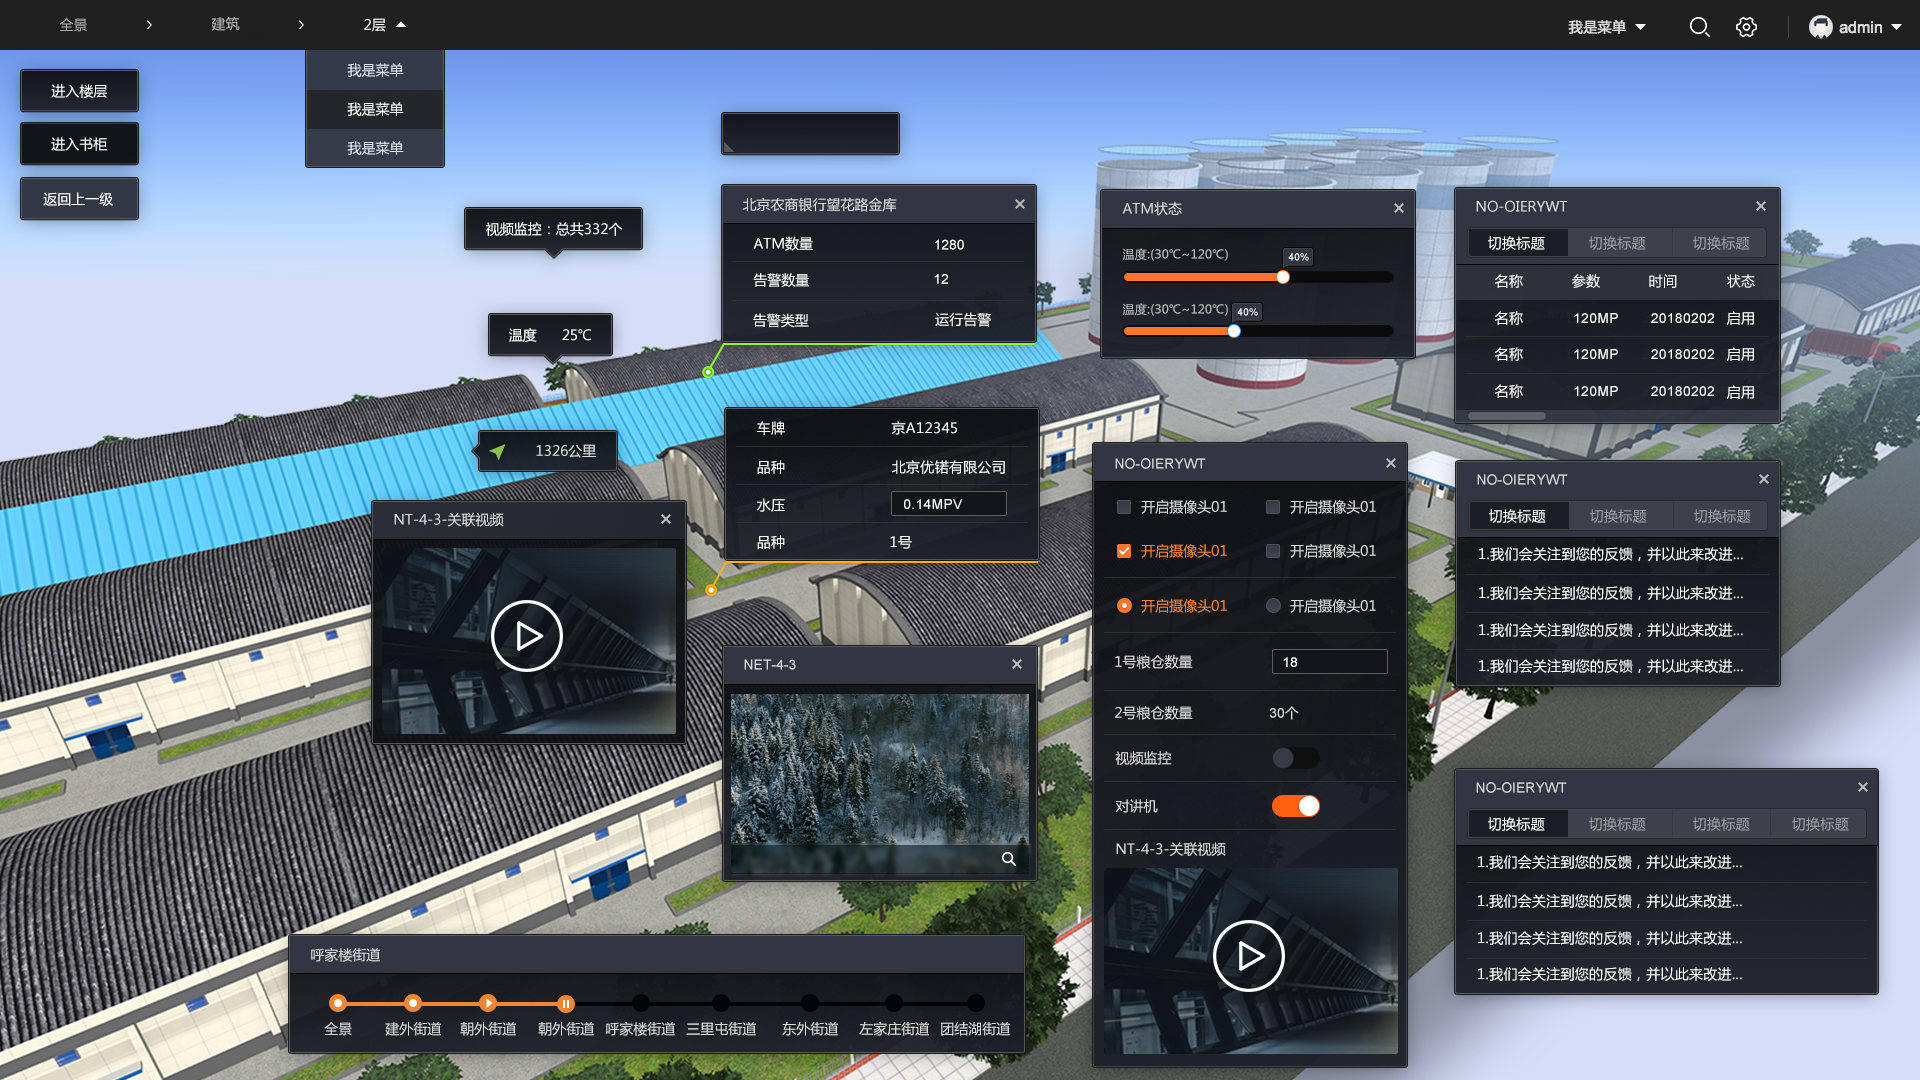 全景
建筑
2层
我是菜单
admin
进入楼层
进入书柜
返回上一级
我是菜单
我是菜单
我是菜单
视频监控：总共332个
温度 25℃
1326公里
北京农商银行望花路金库
ATM数量 1280
告警数量 12
告警类型 运行告警
车牌 京A12345
品种 北京优锘有限公司
水压 0.14MPV
品种 1号
NT-4-3-关联视频
NET-4-3
呼家楼街道
全景 建外街道 朝外街道 朝外街道 呼家楼街道 三里屯街道 东外街道 左家庄街道 团结湖街道
ATM状态
温度:(30℃~120℃) 40%
温度:(30℃~120℃) 40%
NO-OIERYWT
开启摄像头01 开启摄像头01
开启摄像头01 开启摄像头01
开启摄像头01 开启摄像头01
1号粮仓数量 18
2号粮仓数量 30个
视频监控
对讲机
NT-4-3-关联视频
NO-OIERYWT
切换标题 切换标题 切换标题
名称 参数 时间 状态
名称 120MP 20180202 启用
名称 120MP 20180202 启用
名称 120MP 20180202 启用
NO-OIERYWT
切换标题 切换标题 切换标题
1.我们会关注到您的反馈，并以此来改进...
1.我们会关注到您的反馈，并以此来改进...
1.我们会关注到您的反馈，并以此来改进...
1.我们会关注到您的反馈，并以此来改进...
NO-OIERYWT
切换标题 切换标题 切换标题 切换标题
1.我们会关注到您的反馈，并以此来改进...
1.我们会关注到您的反馈，并以此来改进...
1.我们会关注到您的反馈，并以此来改进...
1.我们会关注到您的反馈，并以此来改进...